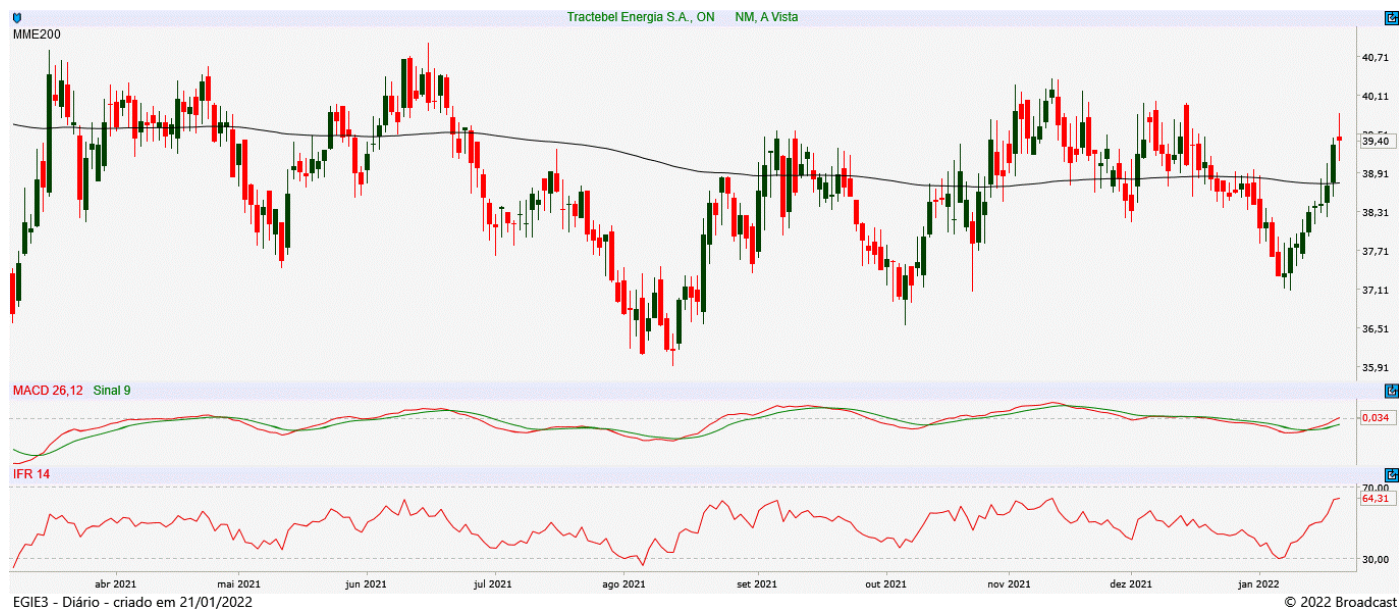 Tractebel Energia S.A., ON NM, A Vista
MME200
40,71
40,11
39,51
39,40
38,91
38,31
37,71
37,11
36,51
35,91
MACD 26,12 Sinal 9
0,034
IFR 14
70,00
64,31
30,00
abr 2021 mai 2021 jun 2021 jul 2021 ago 2021 set 2021 out 2021 nov 2021 dez 2021 jan 2022
EGIE3 - Diário - criado em 21/01/2022 © 2022 Broadcast